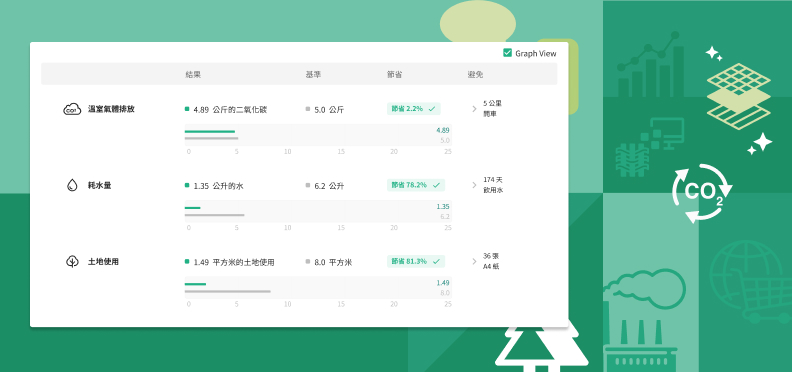 Graph View
結果 基準 節省 避免
CO²
溫室氣體排放
4.89 公斤的二氧化碳
5.0 公斤
節省 2.2%
5 公里
開車
4.89
5.0
0 5 10 15 20 25
耗水量
1.35 公升的水
6.2 公升
節省 78.2%
174 天
飲用水
1.35
6.2
0 5 10 15 20 25
土地使用
1.49 平方米的土地使用
8.0 平方米
節省 81.3%
36 張
A4 紙
1.49
8.0
0 5 10 15 20 25
CO2